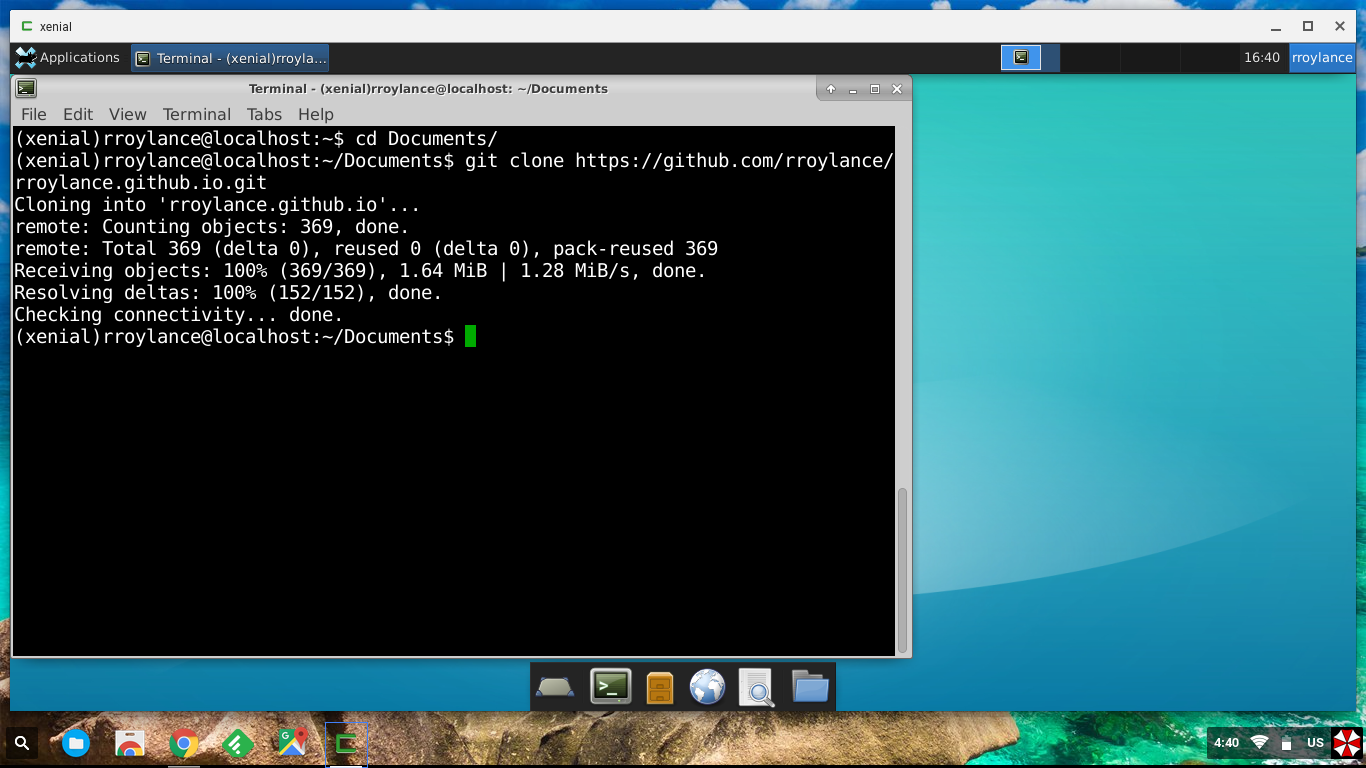 xenial
Applications
Terminal - (xenial)rroyla...
16:40
rroylance
Terminal - (xenial)rroylance@localhost: ~/Documents
File Edit View Terminal Tabs Help
(xenial)rroylance@localhost:~$ cd Documents/
(xenial)rroylance@localhost:~/Documents$ git clone https://github.com/rroylance/
rroylance.github.io.git
Cloning into 'rroylance.github.io'...
remote: Counting objects: 369, done.
remote: Total 369 (delta 0), reused 0 (delta 0), pack-reused 369
Receiving objects: 100% (369/369), 1.64 MiB | 1.28 MiB/s, done.
Resolving deltas: 100% (152/152), done.
Checking connectivity... done.
(xenial)rroylance@localhost:~/Documents$
4:40
US